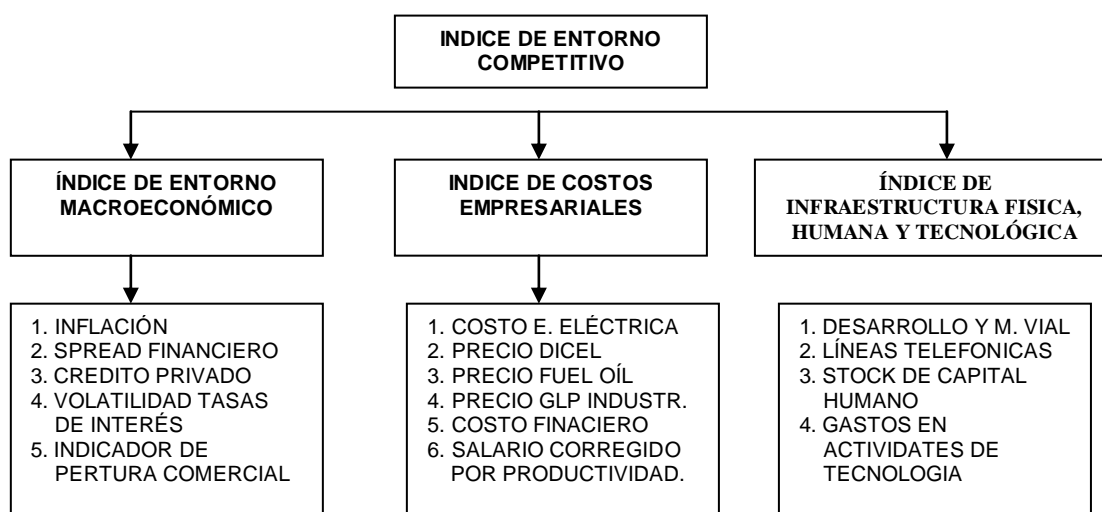 INDICE DE ENTORNO
COMPETITIVO
ÍNDICE DE ENTORNO
MACROECONÓMICO
INDICE DE COSTOS
EMPRESARIALES
ÍNDICE DE
INFRAESTRUCTURA FISICA,
HUMANA Y TECNOLÓGICA
1. INFLACIÓN
2. SPREAD FINANCIERO
3. CREDITO PRIVADO
4. VOLATILIDAD TASAS
DE INTERÉS
5. INDICADOR DE
PERTURA COMERCIAL
1. COSTO E. ELÉCTRICA
2. PRECIO DICEL
3. PRECIO FUEL OÍL
4. PRECIO GLP INDUSTR.
5. COSTO FINACIERO
6. SALARIO CORREGIDO
POR PRODUCTIVIDAD.
1. DESARROLLO Y M. VIAL
2. LÍNEAS TELEFONICAS
3. STOCK DE CAPITAL
HUMANO
4. GASTOS EN
ACTIVIDATES DE
TECNOLOGIA